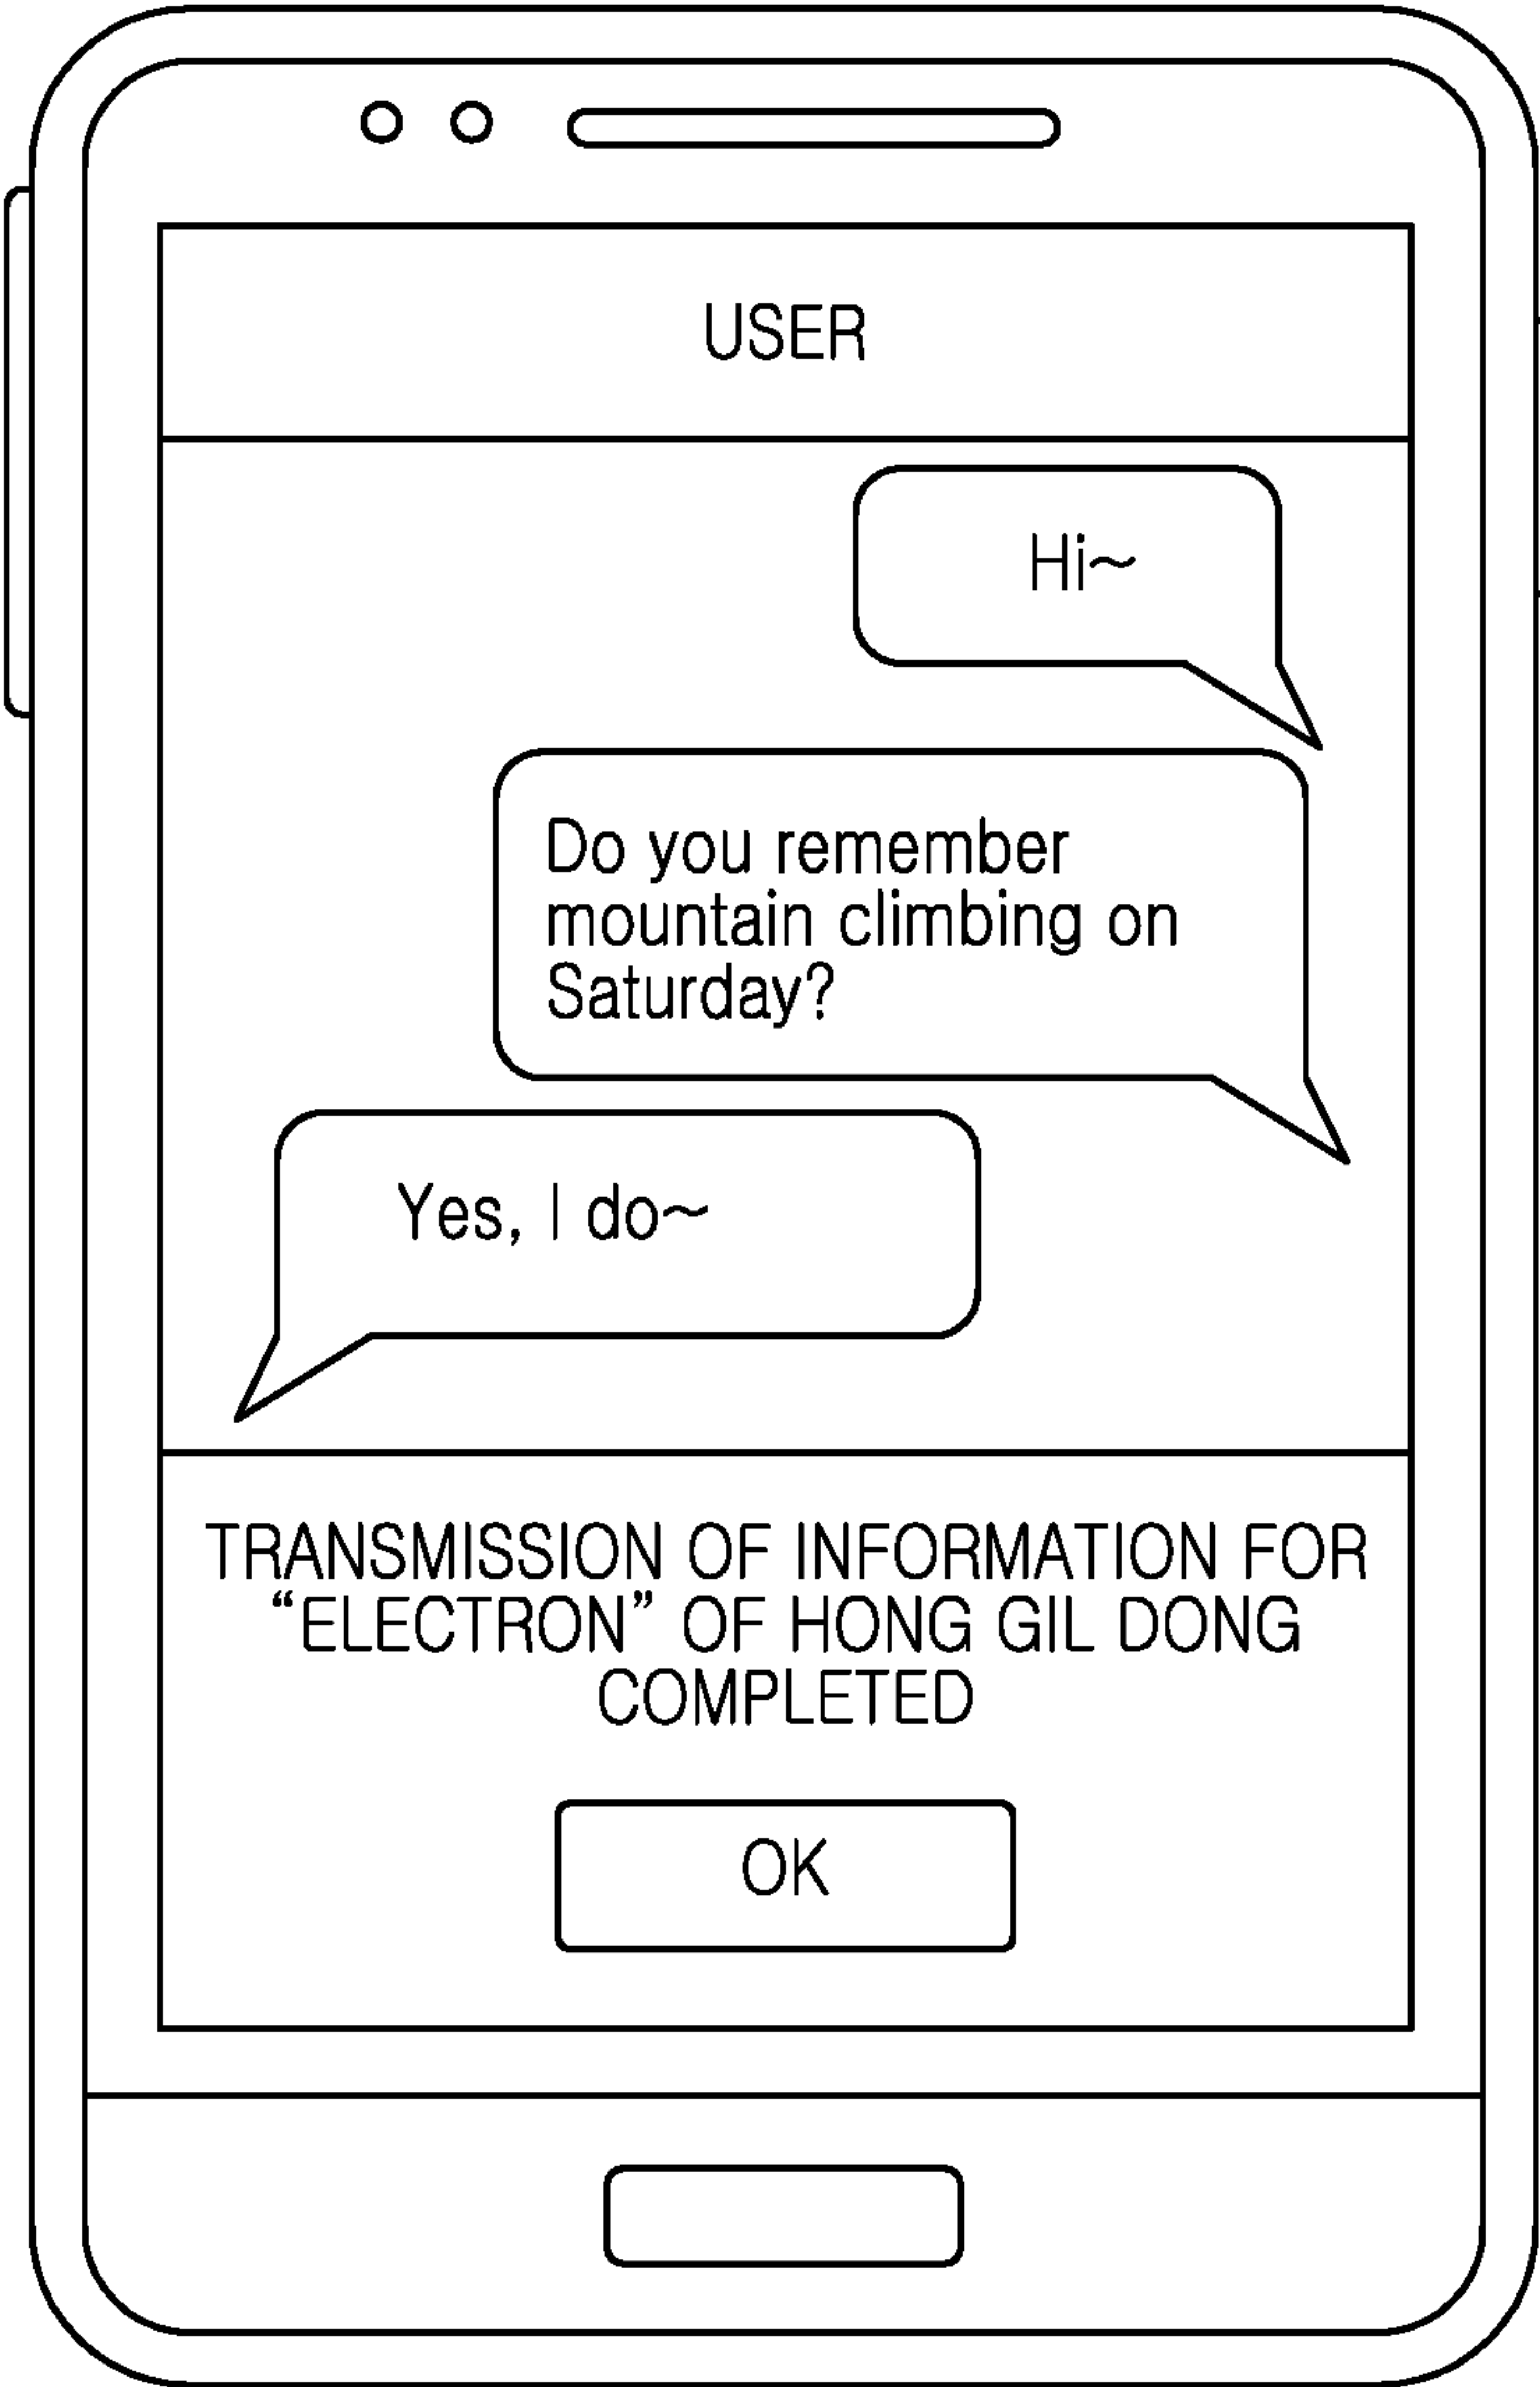 USER
Hi~
Do you remember
mountain climbing on
Saturday?
Yes, I do~
TRANSMISSION OF INFORMATION FOR
“ELECTRON” OF HONG GIL DONG
COMPLETED
OK